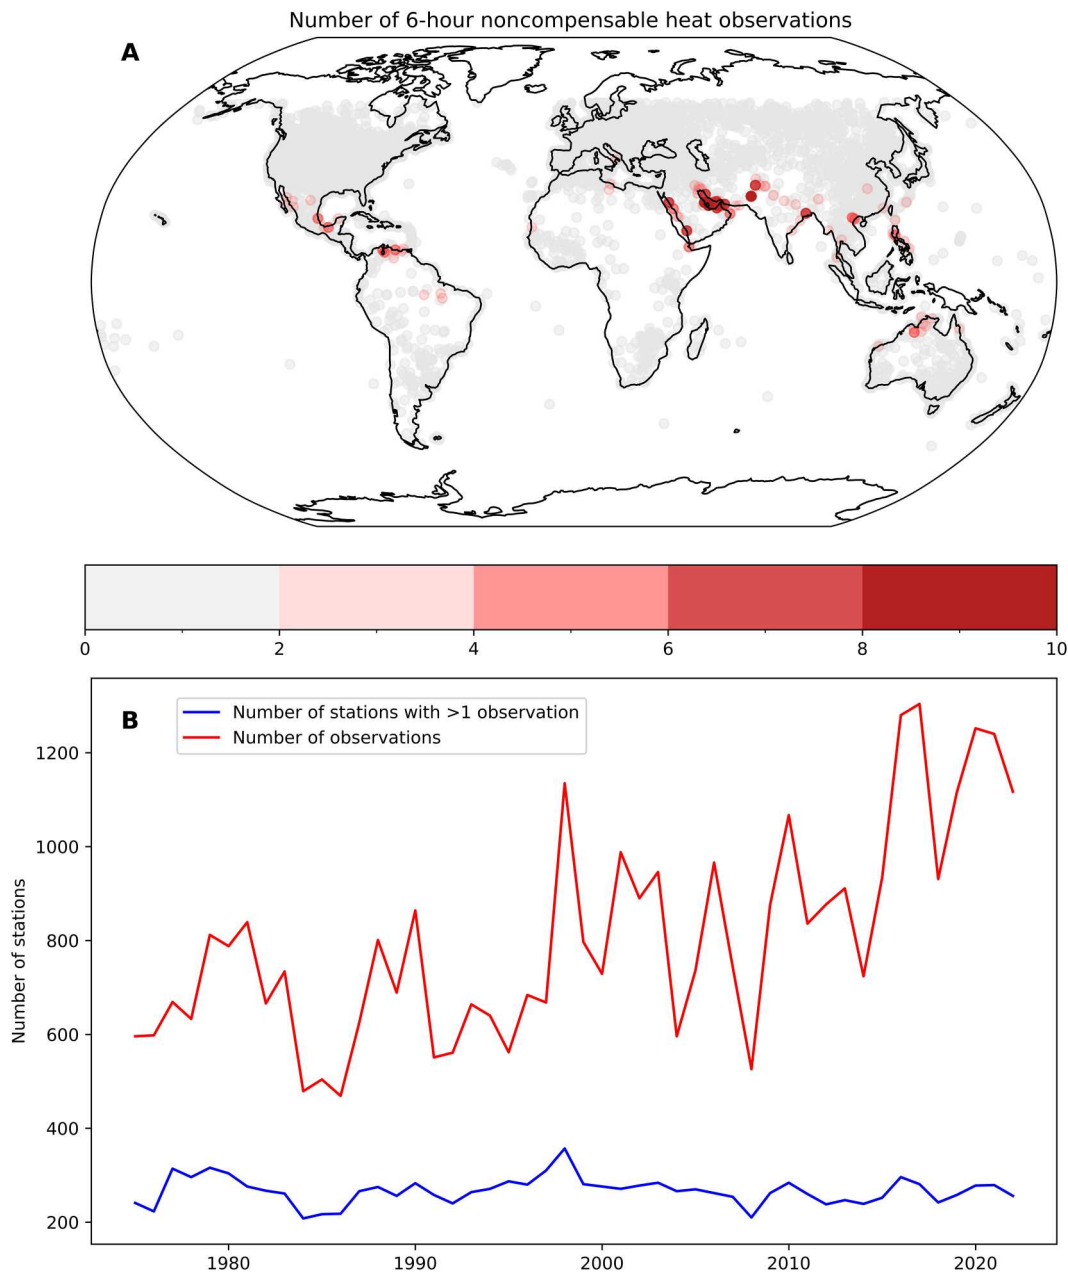 Number of 6-hour noncompensable heat observations
A
0 2 4 6 8 10
B
Number of stations with >1 observation
Number of observations
1200
1000
800
600
400
200
Number of stations
1980 1990 2000 2010 2020